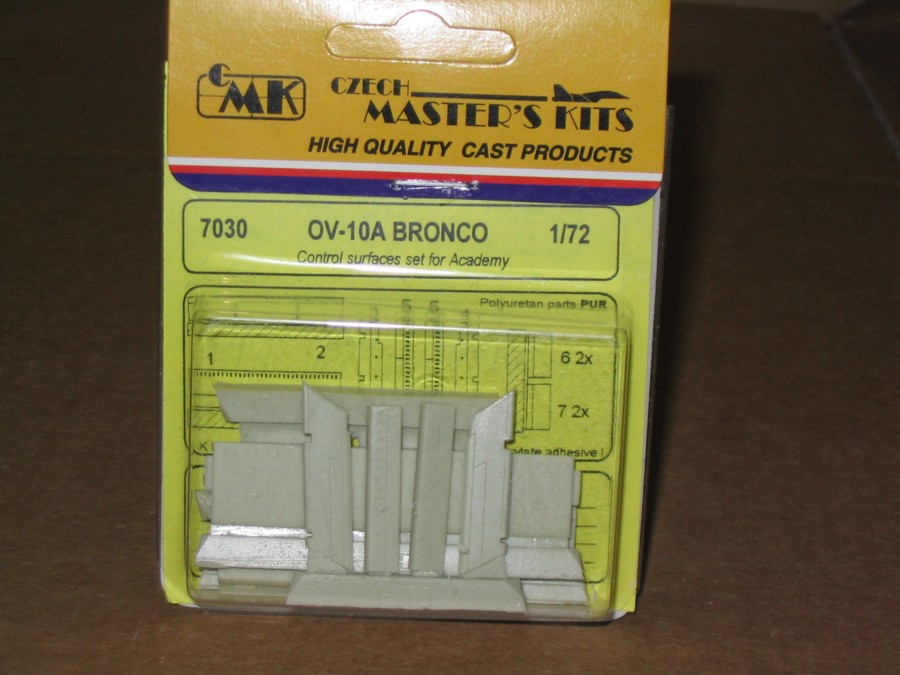 CMK
CZECH
MASTER'S KITS
HIGH QUALITY CAST PRODUCTS
7030 OV-10A BRONCO 1/72
Control surfaces set for Academy
Polyuretan parts PUR
1 2
6 2x
7 2x
adhesive